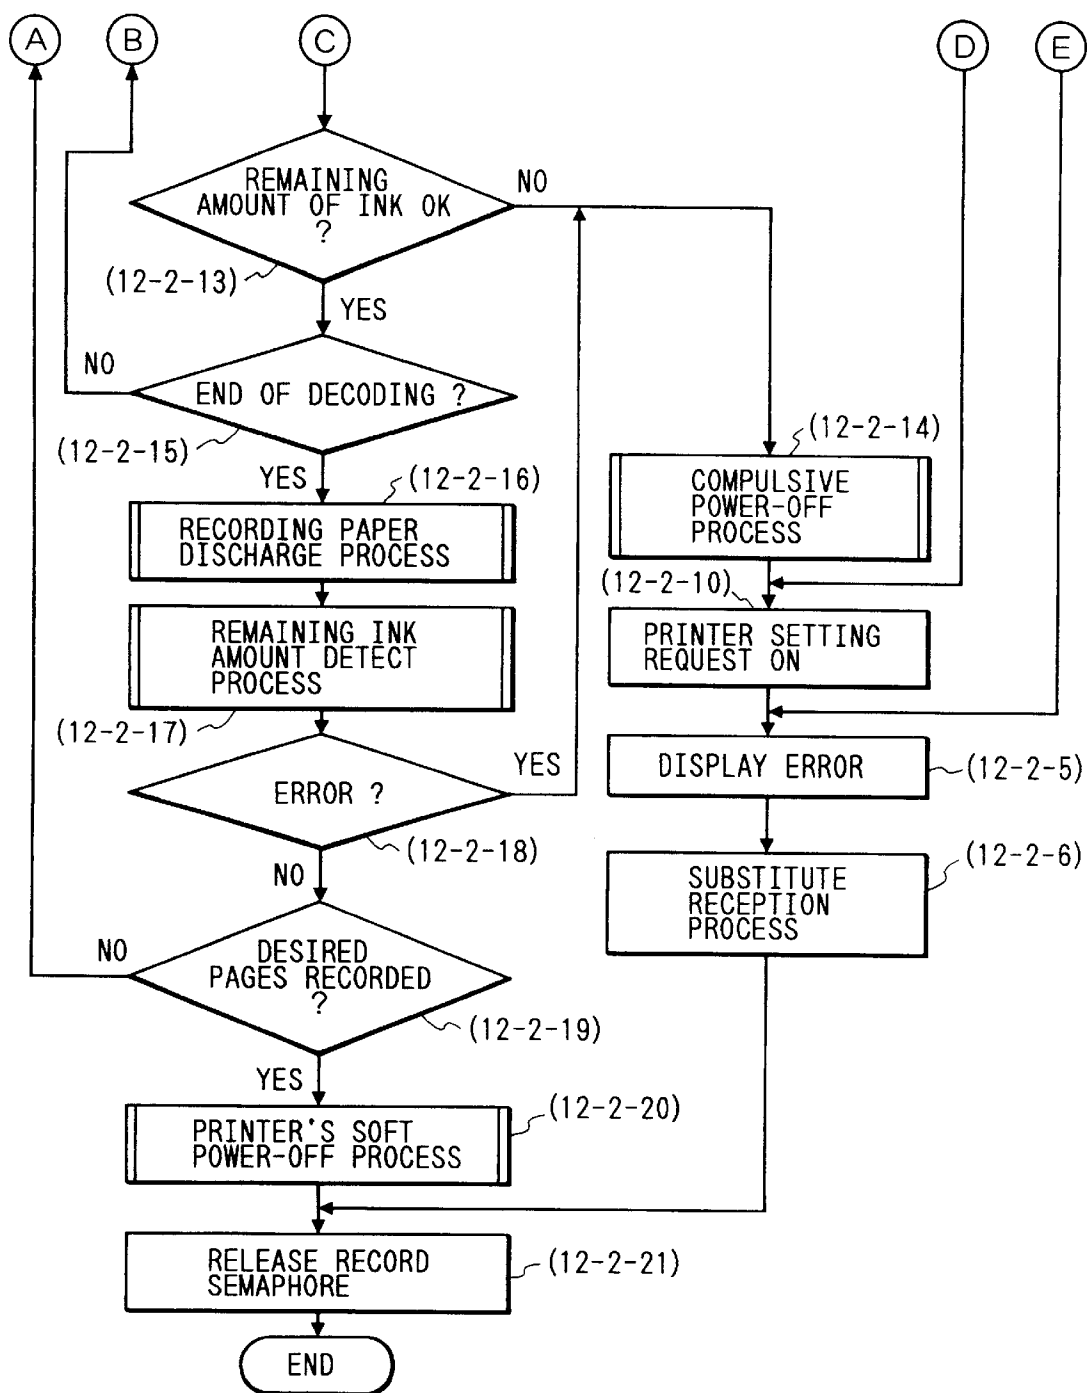 A
B
C
D
E
REMAINING
AMOUNT OF INK OK
?
NO
(12-2-13)
YES
NO
END OF DECODING ?
(12-2-15)
YES
(12-2-16)
(12-2-14)
COMPULSIVE
POWER-OFF
PROCESS
RECORDING PAPER
DISCHARGE PROCESS
(12-2-10)
PRINTER SETTING
REQUEST ON
REMAINING INK
AMOUNT DETECT
PROCESS
(12-2-17)
YES
ERROR ?
DISPLAY ERROR
(12-2-5)
(12-2-18)
NO
(12-2-6)
SUBSTITUTE
RECEPTION
PROCESS
NO
DESIRED
PAGES RECORDED
?
(12-2-19)
YES
(12-2-20)
PRINTER'S SOFT
POWER-OFF PROCESS
RELEASE RECORD
SEMAPHORE
(12-2-21)
END